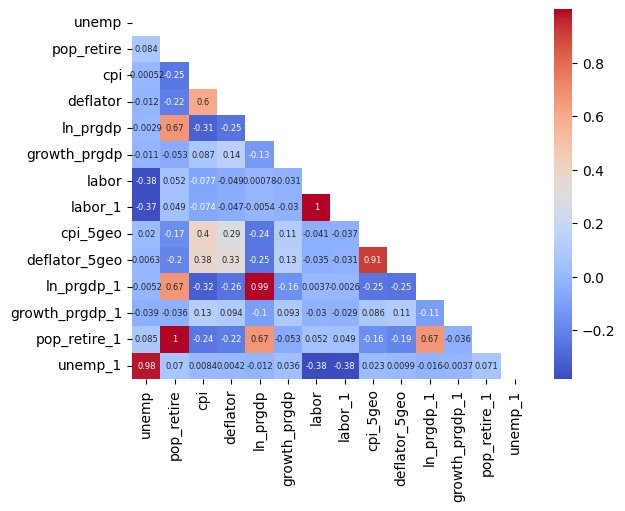 unemp
pop_retire 0.084
cpi -0.00052 -0.25
deflator -0.012 -0.22 0.6
ln_prgdp 0.0029 0.67 -0.31 -0.25
growth_prgdp -0.011 -0.053 0.087 0.14 -0.13
labor -0.38 0.052 -0.077 -0.049 0.00078 -0.031
labor_1 -0.37 0.049 -0.074 -0.047 -0.0054 -0.03 1
cpi_5geo 0.02 -0.17 0.4 0.29 -0.24 0.11 -0.041 -0.037
deflator_5geo 0.0063 -0.2 0.38 0.33 -0.25 0.13 -0.035 -0.031 0.91
ln_prgdp_1 -0.0052 0.67 -0.32 -0.26 0.99 -0.16 0.0037 -0.0026 -0.25 -0.25
growth_prgdp_1 -0.039 -0.036 0.13 0.094 -0.1 0.093 -0.03 -0.029 0.086 0.11 -0.11
pop_retire_1 0.085 1 -0.24 -0.22 0.67 -0.053 0.052 0.049 -0.16 -0.19 0.67 -0.036
unemp_1 0.98 0.07 0.0084 0.0042 -0.012 0.036 -0.38 -0.38 0.023 0.0099 -0.016 -0.0037 0.071
unemp
pop_retire
cpi
deflator
ln_prgdp
growth_prgdp
labor
labor_1
cpi_5geo
deflator_5geo
ln_prgdp_1
growth_prgdp_1
pop_retire_1
unemp_1
0.8
0.6
0.4
0.2
0.0
−0.2